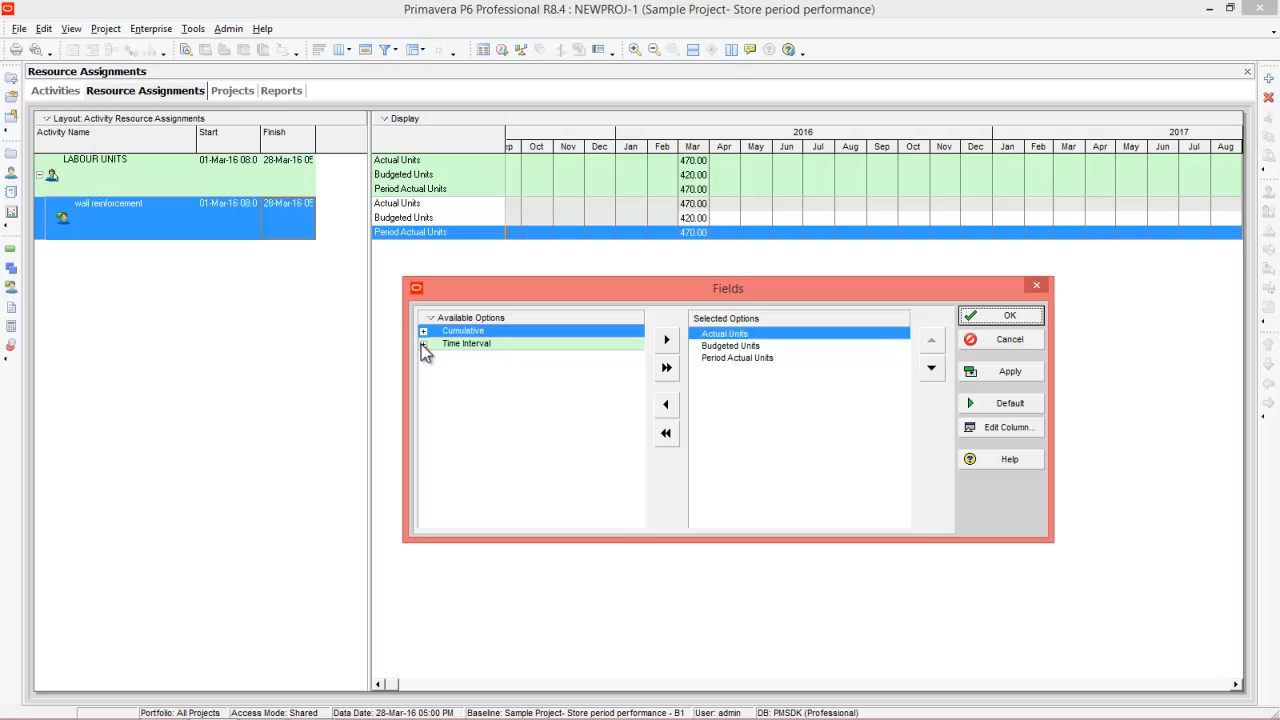 Primavera P6 Professional R8.4 : NEWPROJ-1 (Sample Project- Store period performance)
File Edit View Project Enterprise Tools Admin Help
Resource Assignments
Activities Resource Assignments Projects Reports
Layout: Activity Resource Assignments
Activity Name Start Finish
LABOUR UNITS 01-Mar-16 08:0 28-Mar-16 05
wall reinforcement 01-Mar-16 08:0 28-Mar-16 05
Display
2016 2017
ep Oct Nov Dec Jan Feb Mar Apr May Jun Jul Aug Sep Oct Nov Dec Jan Feb Mar Apr May Jun Jul Aug
Actual Units 470.00
Budgeted Units 420.00
Period Actual Units 470.00
Actual Units 470.00
Budgeted Units 420.00
Period Actual Units 470.00
Fields
Available Options
Cumulative
Time Interval
Selected Options
Actual Units
Budgeted Units
Period Actual Units
OK
Cancel
Apply
Default
Edit Column...
Help
Portfolio: All Projects Access Mode: Shared Data Date: 28-Mar-16 05:00 PM Baseline: Sample Project- Store period performance - B1 User: admin DB: PMSDK (Professional)